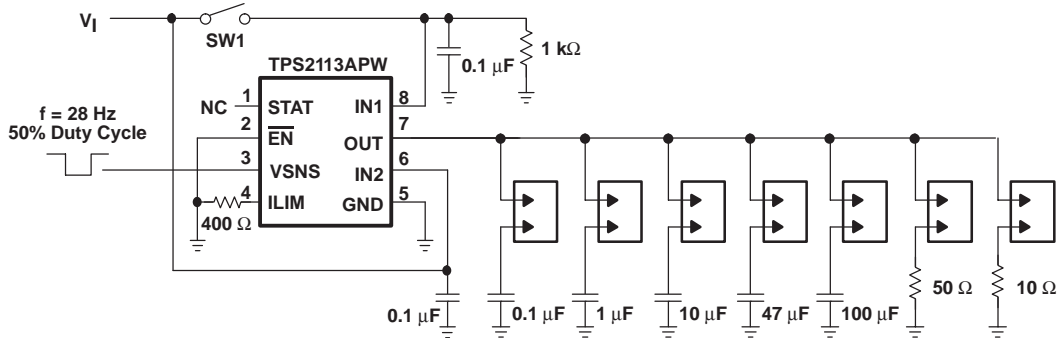 VI
SW1
0.1 μF
1 kΩ
TPS2113APW
NC
1
STAT
IN1
8
f = 28 Hz
50% Duty Cycle
2
EN
OUT
7
3
VSNS
IN2
6
4
ILIM
GND
5
400 Ω
0.1 μF
0.1 μF
1 μF
10 μF
47 μF
100 μF
50 Ω
10 Ω